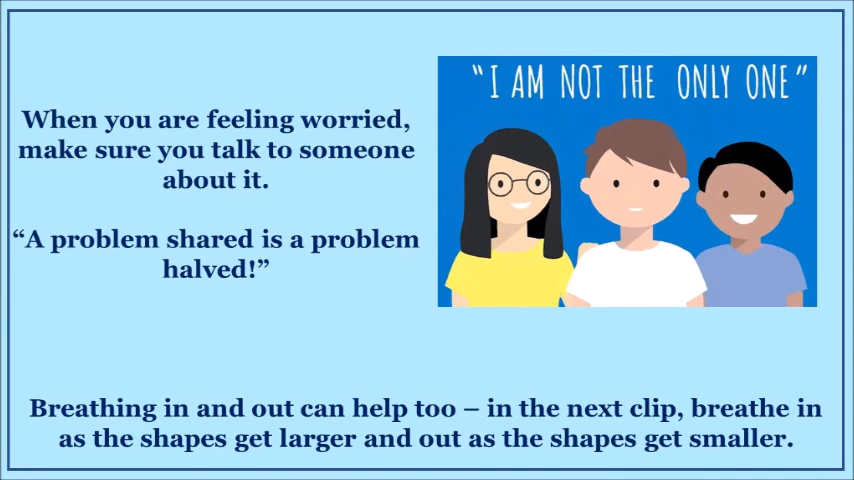 When you are feeling worried,
make sure you talk to someone
about it.
“A problem shared is a problem
halved!”
"I AM NOT THE ONLY ONE"
Breathing in and out can help too – in the next clip, breathe in
as the shapes get larger and out as the shapes get smaller.